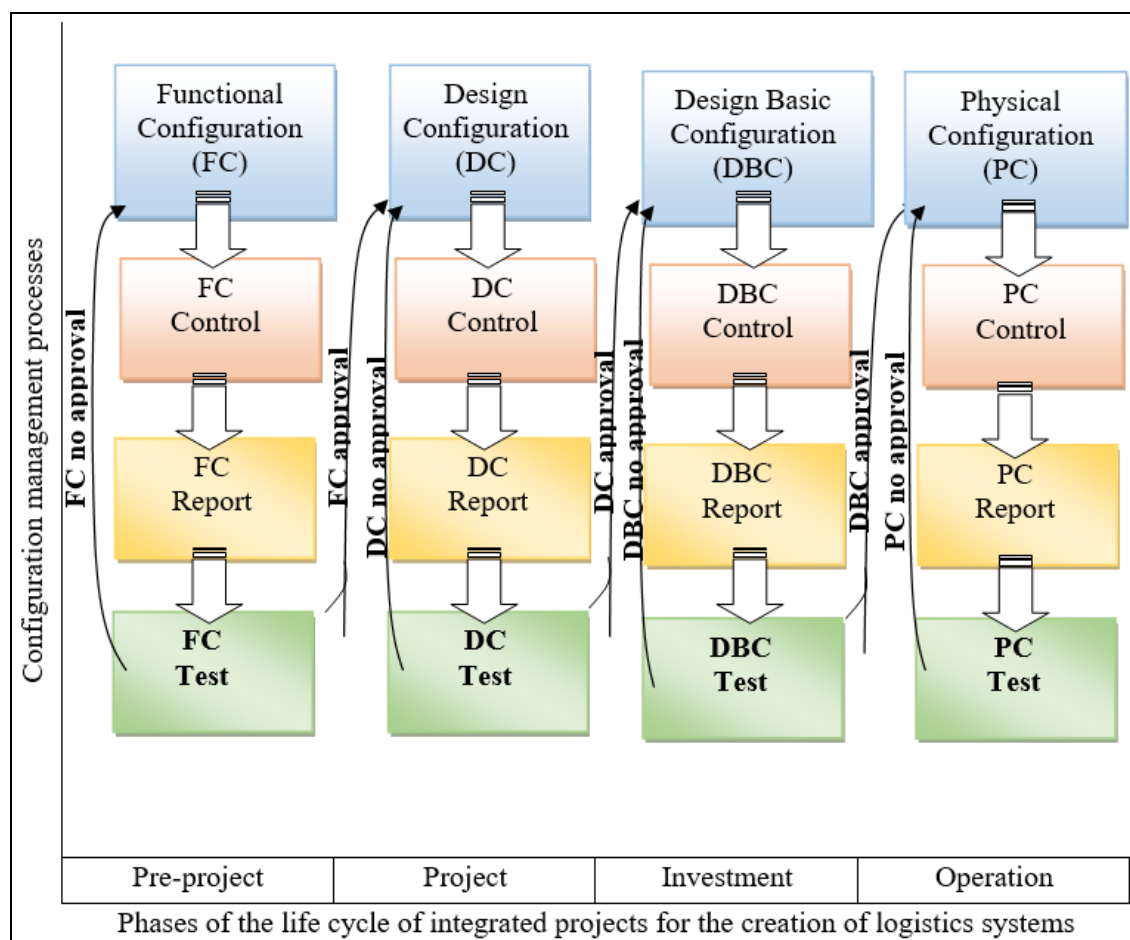 Configuration management processes
Functional
Configuration
(FC)
FC
Control
FC
Report
FC
Test
FC no approval
FC approval
Design
Configuration
(DC)
DC
Control
DC
Report
DC
Test
DC no approval
DC approval
Design Basic
Configuration
(DBC)
DBC
Control
DBC
Report
DBC
Test
DBC no approval
DBC approval
Physical
Configuration
(PC)
PC
Control
PC
Report
PC
Test
PC no approval
Pre-project
Project
Investment
Operation
Phases of the life cycle of integrated projects for the creation of logistics systems